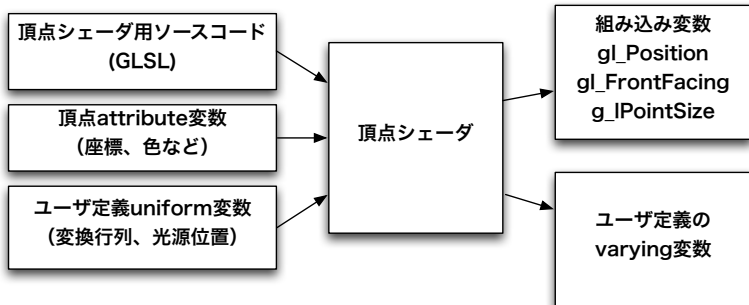 頂点シェーダ用ソースコード
(GLSL)
頂点attribute変数
（座標、色など）
ユーザ定義uniform変数
（変換行列、光源位置）
頂点シェーダ
組み込み変数
gl_Position
gl_FrontFacing
g_lPointSize
ユーザ定義の
varying変数